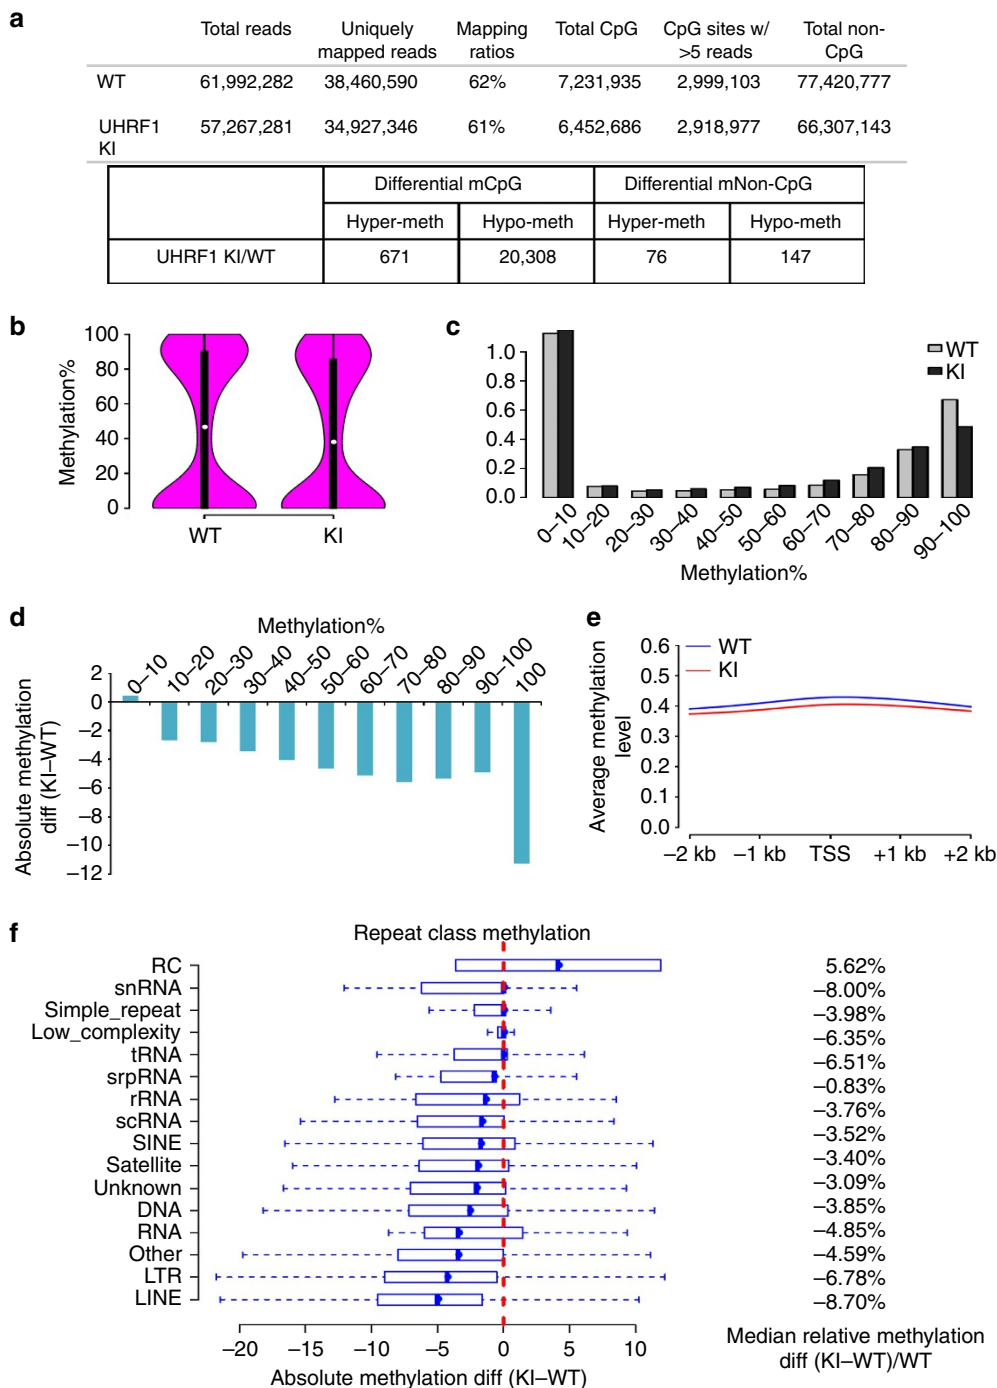 a
Total reads Uniquely mapped reads Mapping ratios Total CpG CpG sites w/ >5 reads Total non-CpG
WT 61,992,282 38,460,590 62% 7,231,935 2,999,103 77,420,777
UHRF1 KI 57,267,281 34,927,346 61% 6,452,686 2,918,977 66,307,143
Differential mCpG Differential mNon-CpG
Hyper-meth Hypo-meth Hyper-meth Hypo-meth
UHRF1 KI/WT 671 20,308 76 147
b
Methylation%
100
80
60
40
20
0
WT KI
c
1.0
0.8
0.6
0.4
0.2
0.0
WT
KI
0–10 10–20 20–30 30–40 40–50 50–60 60–70 70–80 80–90 90–100
Methylation%
d
Methylation%
0–10 10–20 20–30 30–40 40–50 50–60 60–70 70–80 80–90 90–100 100
Absolute methylation
diff (KI–WT)
2
0
−2
−4
−6
−8
−10
−12
e
Average methylation
level
0.6
0.5
0.4
0.3
0.2
0.1
0.0
WT
KI
−2 kb −1 kb TSS +1 kb +2 kb
f
Repeat class methylation
RC 5.62%
snRNA −8.00%
Simple_repeat −3.98%
Low_complexity −6.35%
tRNA −6.51%
srpRNA −0.83%
rRNA −3.76%
scRNA −3.52%
SINE −3.40%
Satellite −3.09%
Unknown −3.85%
DNA −4.85%
RNA −4.59%
Other −6.78%
LTR −8.70%
LINE
−20 −15 −10 −5 0 5 10
Absolute methylation diff (KI–WT)
Median relative methylation
diff (KI–WT)/WT